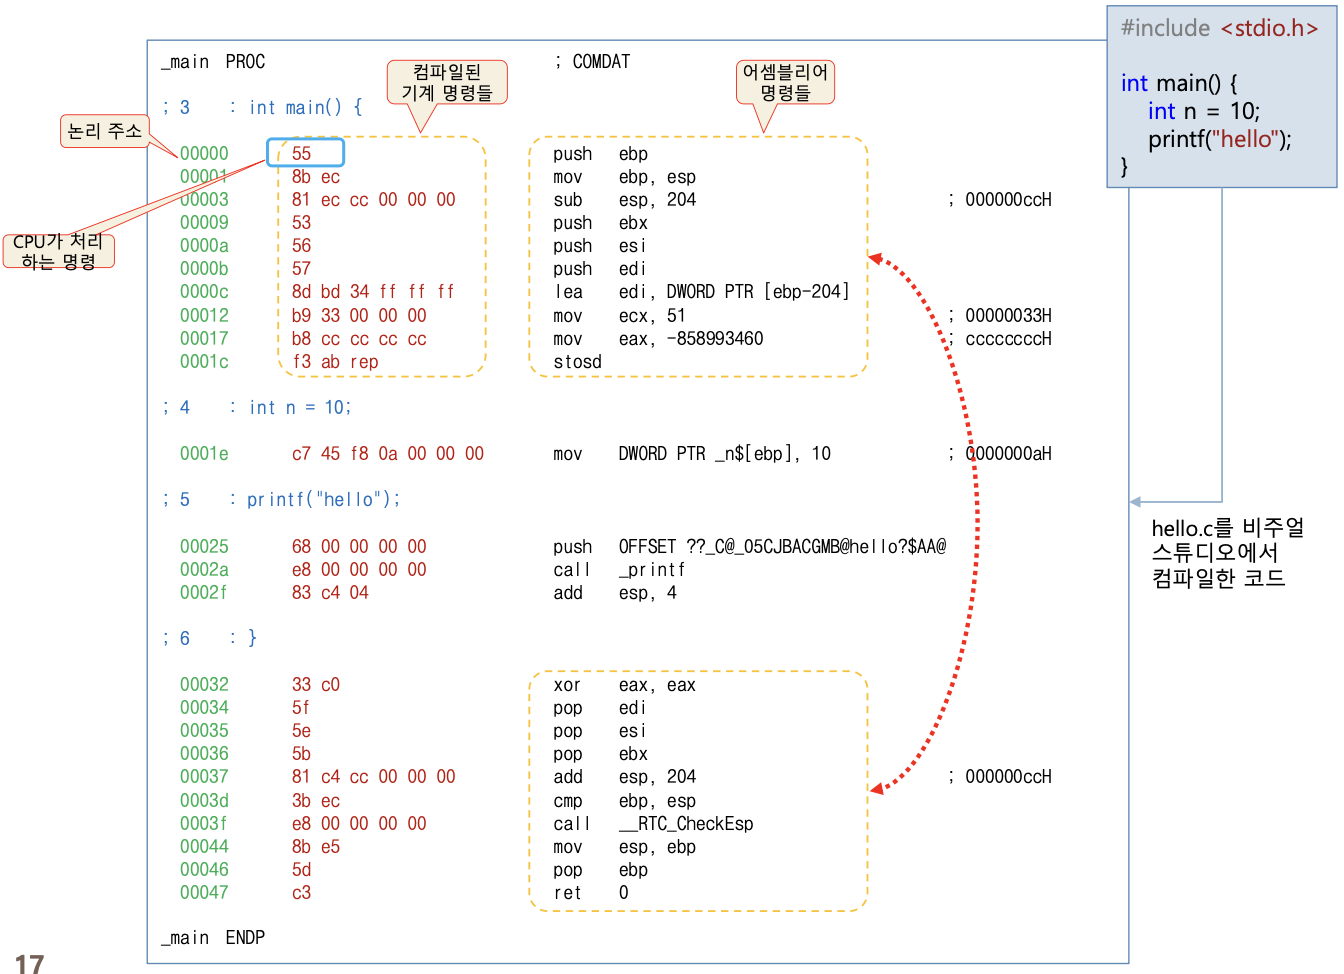 #include <stdio.h>
int main() {
int n = 10;
printf("hello");
}
_main PROC ; COMDAT
컴파일된
기계 명령들
어셈블리어
명령들
; 3 : int main() {
논리 주소
00000 55 push ebp
00001 8b ec mov ebp, esp
00003 81 ec cc 00 00 00 sub esp, 204 ; 000000ccH
00009 53 push ebx
CPU가 처리
하는 명령
0000a 56 push esi
0000b 57 push edi
0000c 8d bd 34 ff ff ff lea edi, DWORD PTR [ebp-204]
00012 b9 33 00 00 00 mov ecx, 51 ; 00000033H
00017 b8 cc cc cc cc mov eax, -858993460 ; ccccccccH
0001c f3 ab rep stosd
; 4 : int n = 10;
0001e c7 45 f8 0a 00 00 00 mov DWORD PTR _n$[ebp], 10 ; 0000000aH
; 5 : printf("hello");
00025 68 00 00 00 00 push OFFSET ??_C@_05CJBACGMB@hello?$AA@
0002a e8 00 00 00 00 call _printf
0002f 83 c4 04 add esp, 4
hello.c를 비주얼
스튜디오에서
컴파일한 코드
; 6 : }
00032 33 c0 xor eax, eax
00034 5f pop edi
00035 5e pop esi
00036 5b pop ebx
00037 81 c4 cc 00 00 00 add esp, 204 ; 000000ccH
0003d 3b ec cmp ebp, esp
0003f e8 00 00 00 00 call __RTC_CheckEsp
00044 8b e5 mov esp, ebp
00046 5d pop ebp
00047 c3 ret 0
_main ENDP
17